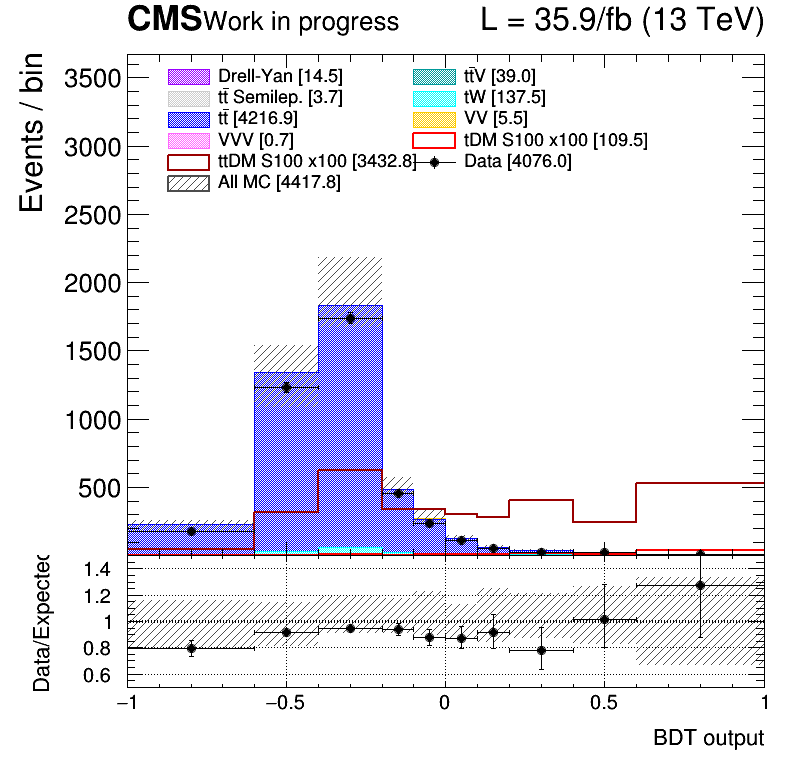 CMS Work in progress L = 35.9/fb (13 TeV)
Events / bin
3500
3000
2500
2000
1500
1000
500
Drell-Yan [14.5] tt̄V [39.0]
tt̄ Semilep. [3.7] tW [137.5]
tt̄ [4216.9] VV [5.5]
VVV [0.7] tDM S100 x100 [109.5]
ttDM S100 x100 [3432.8] Data [4076.0]
All MC [4417.8]
Data/Expected
1.4
1.2
1
0.8
0.6
−1 −0.5 0 0.5 1
BDT output